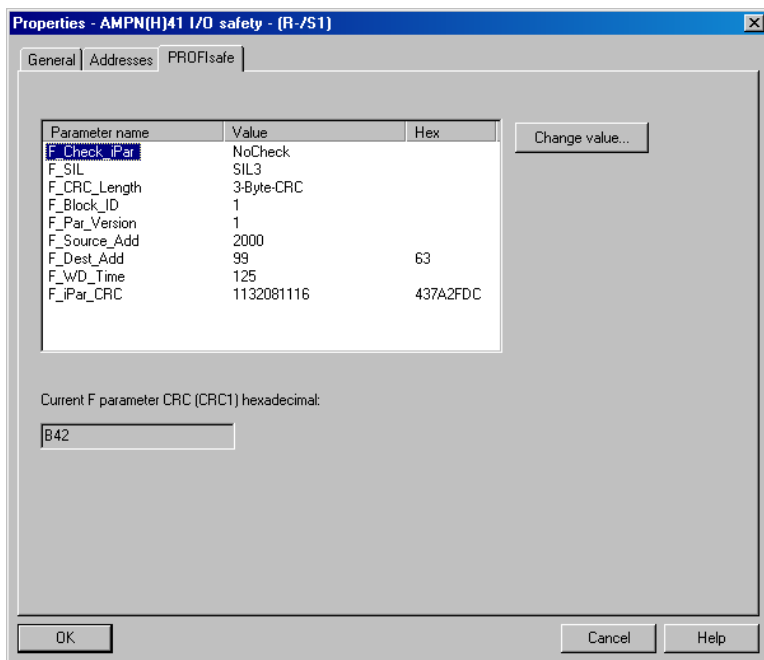 Properties - AMPN(H)41 I/O safety - (R-/S1)
General Addresses PROFIsafe
Parameter name Value Hex
F_Check_iPar NoCheck
F_SIL SIL3
F_CRC_Length 3-Byte-CRC
F_Block_ID 1
F_Par_Version 1
F_Source_Add 2000
F_Dest_Add 99 63
F_WD_Time 125
F_iPar_CRC 1132081116 437A2FDC
Change value...
Current F parameter CRC (CRC1) hexadecimal:
B42
OK Cancel Help